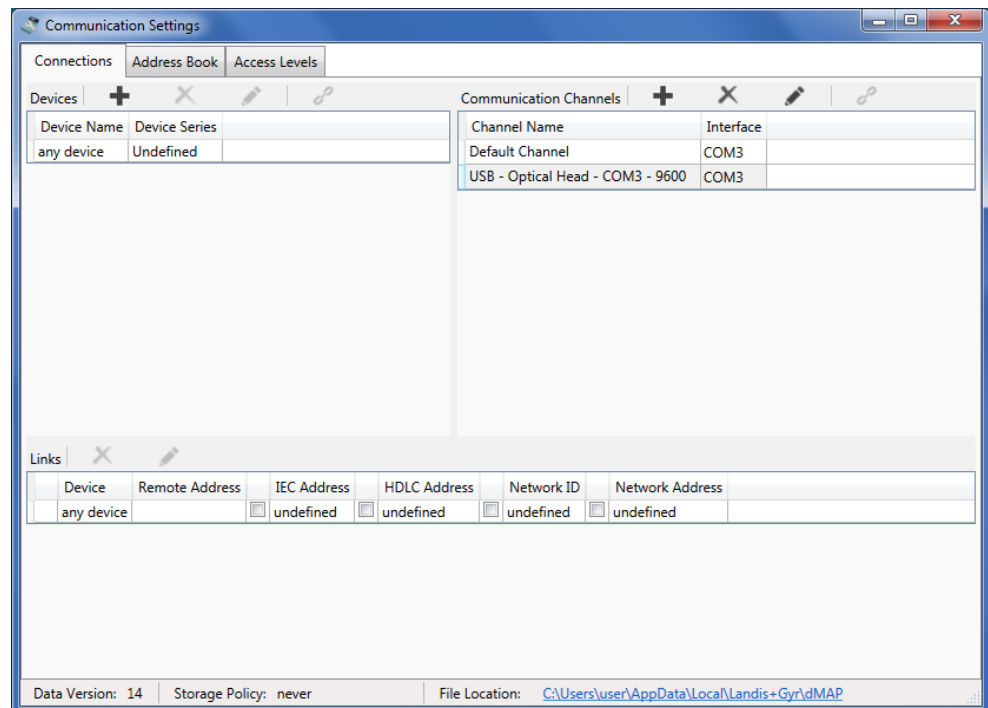 Communication Settings
Connections Address Book Access Levels
Devices
Device Name Device Series
any device Undefined
Communication Channels
Channel Name Interface
Default Channel COM3
USB - Optical Head - COM3 - 9600 COM3
Links
Device Remote Address IEC Address HDLC Address Network ID Network Address
any device undefined undefined undefined undefined
Data Version: 14 Storage Policy: never File Location: C:\Users\user\AppData\Local\Landis+Gyr\dMAP